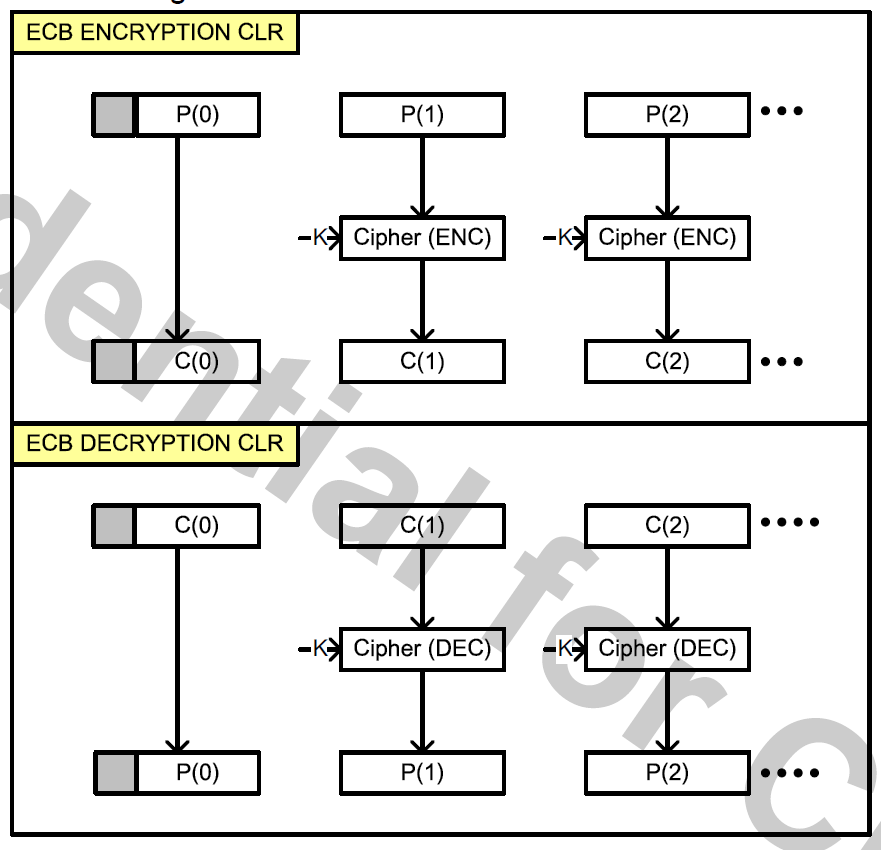 ECB ENCRYPTION CLR
P(0) P(1) P(2) •••
K Cipher (ENC) K Cipher (ENC)
C(0) C(1) C(2) •••
ECB DECRYPTION CLR
C(0) C(1) C(2) ••••
K Cipher (DEC) K Cipher (DEC)
P(0) P(1) P(2) ••••
dential for C